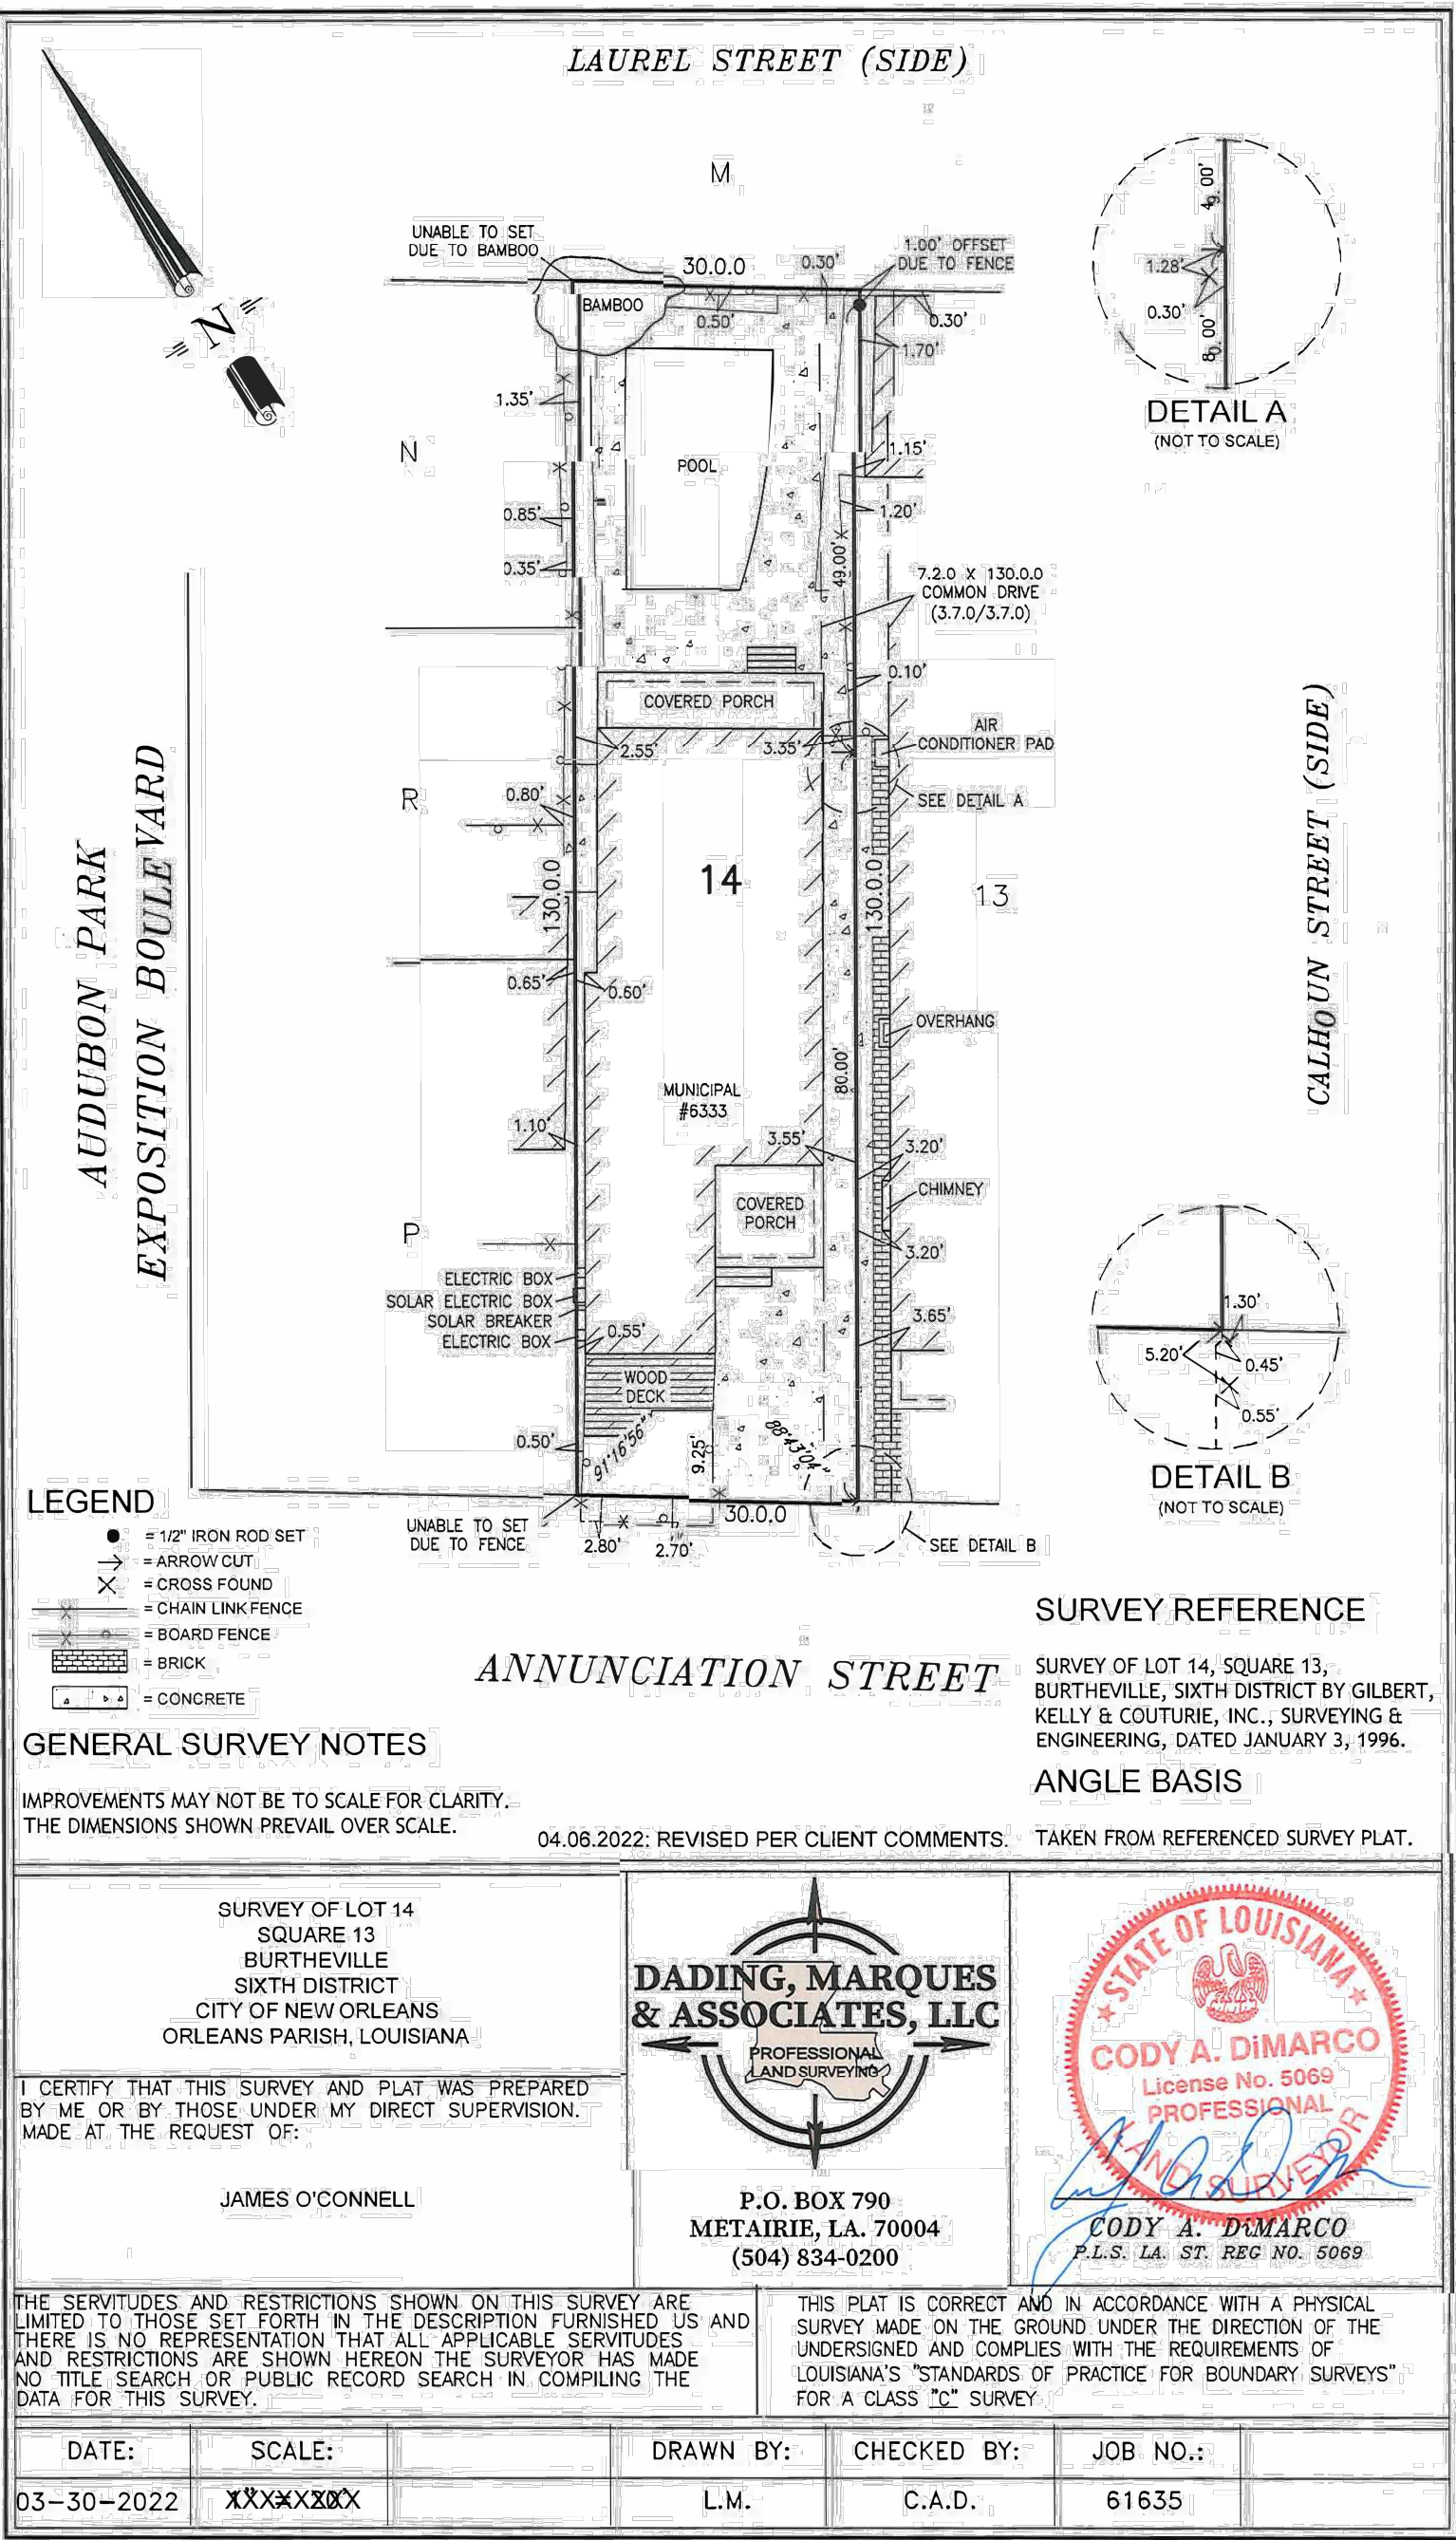 LAUREL STREET (SIDE)
M
UNABLE TO SET
DUE TO BAMBOO
30.0.0
0.30'
1.00' OFFSET
DUE TO FENCE
BAMBOO
0.50'
0.30'
1.70'
N
1.35'
N
POOL
1.15'
0.85'
1.20'
0.35'
49.00'
7.2.0 X 130.0.0
COMMON DRIVE
(3.7.0/3.7.0)
0.10'
COVERED PORCH
AIR
CONDITIONER PAD
2.55'
3.35'
R
0.80'
SEE DETAIL A
130.0.0
14
130.0.0
13
0.65'
0.60'
OVERHANG
80.00'
MUNICIPAL
#6333
1.10'
3.55'
3.20'
CHIMNEY
COVERED
PORCH
P
3.20'
ELECTRIC BOX
SOLAR ELECTRIC BOX
SOLAR BREAKER
ELECTRIC BOX
0.55'
3.65'
WOOD
DECK
0.50'
91°16'56"
9.25'
88°43'04"
30.0.0
UNABLE TO SET
DUE TO FENCE
2.80'
2.70'
SEE DETAIL B
AUDUBON PARK
EXPOSITION BOULEVARD
CALHOUN STREET (SIDE)
49.00'
1.28'
0.30'
80.00'
DETAIL A
(NOT TO SCALE)
1.30'
5.20'
0.45'
0.55'
DETAIL B
(NOT TO SCALE)
LEGEND
= 1/2" IRON ROD SET
= ARROW CUT
= CROSS FOUND
= CHAIN LINK FENCE
= BOARD FENCE
= BRICK
= CONCRETE
ANNUNCIATION STREET
SURVEY REFERENCE
SURVEY OF LOT 14, SQUARE 13,
BURTHEVILLE, SIXTH DISTRICT BY GILBERT,
KELLY & COUTURIE, INC., SURVEYING &
ENGINEERING, DATED JANUARY 3, 1996.
GENERAL SURVEY NOTES
IMPROVEMENTS MAY NOT BE TO SCALE FOR CLARITY.
THE DIMENSIONS SHOWN PREVAIL OVER SCALE.
ANGLE BASIS
04.06.2022: REVISED PER CLIENT COMMENTS.
TAKEN FROM REFERENCED SURVEY PLAT.
SURVEY OF LOT 14
SQUARE 13
BURTHEVILLE
SIXTH DISTRICT
CITY OF NEW ORLEANS
ORLEANS PARISH, LOUISIANA
I CERTIFY THAT THIS SURVEY AND PLAT WAS PREPARED
BY ME OR BY THOSE UNDER MY DIRECT SUPERVISION.
MADE AT THE REQUEST OF:
JAMES O'CONNELL
DADING, MARQUES
& ASSOCIATES, LLC
PROFESSIONAL
LAND SURVEYING
P.O. BOX 790
METAIRIE, LA. 70004
(504) 834-0200
STATE OF LOUISIANA
CODY A. DiMARCO
License No. 5069
PROFESSIONAL
LAND SURVEYOR
CODY A. DiMARCO
P.L.S. LA. ST. REG NO. 5069
THE SERVITUDES AND RESTRICTIONS SHOWN ON THIS SURVEY ARE
LIMITED TO THOSE SET FORTH IN THE DESCRIPTION FURNISHED US AND
THERE IS NO REPRESENTATION THAT ALL APPLICABLE SERVITUDES
AND RESTRICTIONS ARE SHOWN HEREON THE SURVEYOR HAS MADE
NO TITLE SEARCH OR PUBLIC RECORD SEARCH IN COMPILING THE
DATA FOR THIS SURVEY.
THIS PLAT IS CORRECT AND IN ACCORDANCE WITH A PHYSICAL
SURVEY MADE ON THE GROUND UNDER THE DIRECTION OF THE
UNDERSIGNED AND COMPLIES WITH THE REQUIREMENTS OF
LOUISIANA'S "STANDARDS OF PRACTICE FOR BOUNDARY SURVEYS"
FOR A CLASS "C" SURVEY
DATE:
SCALE:
DRAWN BY:
CHECKED BY:
JOB NO.:
03-30-2022
L.M.
C.A.D.
61635